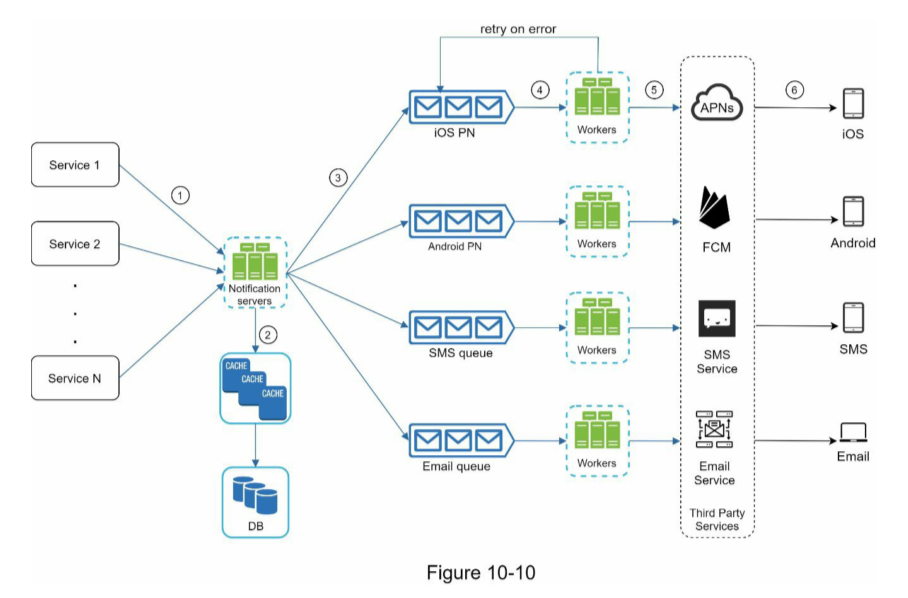 retry on error
iOS PN
4
Workers
5
APNs
6
iOS
Service 1
1
3
Service 2
.
.
.
Service N
Notification
servers
2
CACHE
CACHE
CACHE
DB
Android PN
Workers
FCM
Android
SMS queue
Workers
SMS
Service
SMS
Email queue
Workers
Email
Service
Email
Third Party
Services
Figure 10-10